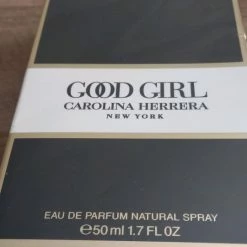 GOOD GIRL
CAROLINA HERRERA
NEW YORK
EAU DE PARFUM NATURAL SPRAY
℮50 ml 1.7 FL OZ